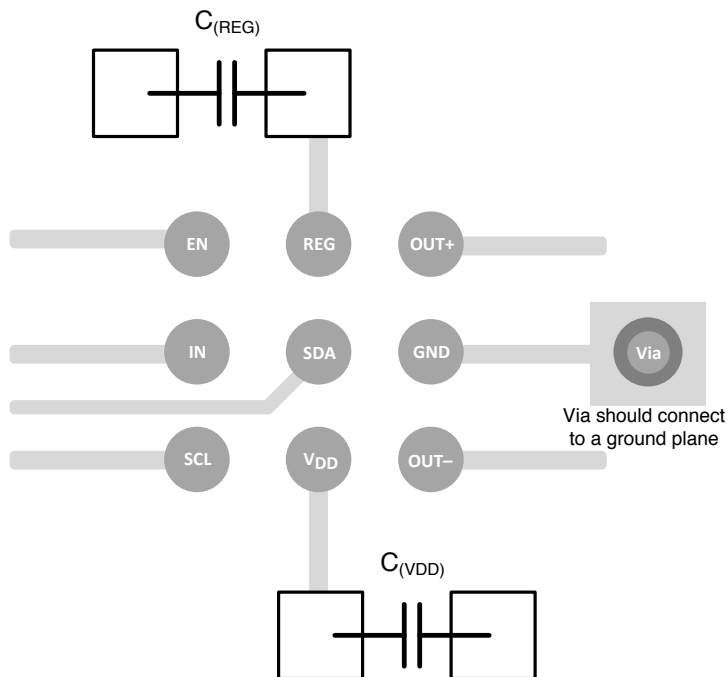 C(REG)
EN REG OUT+
IN SDA GND Via
Via should connect
to a ground plane
SCL VDD OUT–
C(VDD)